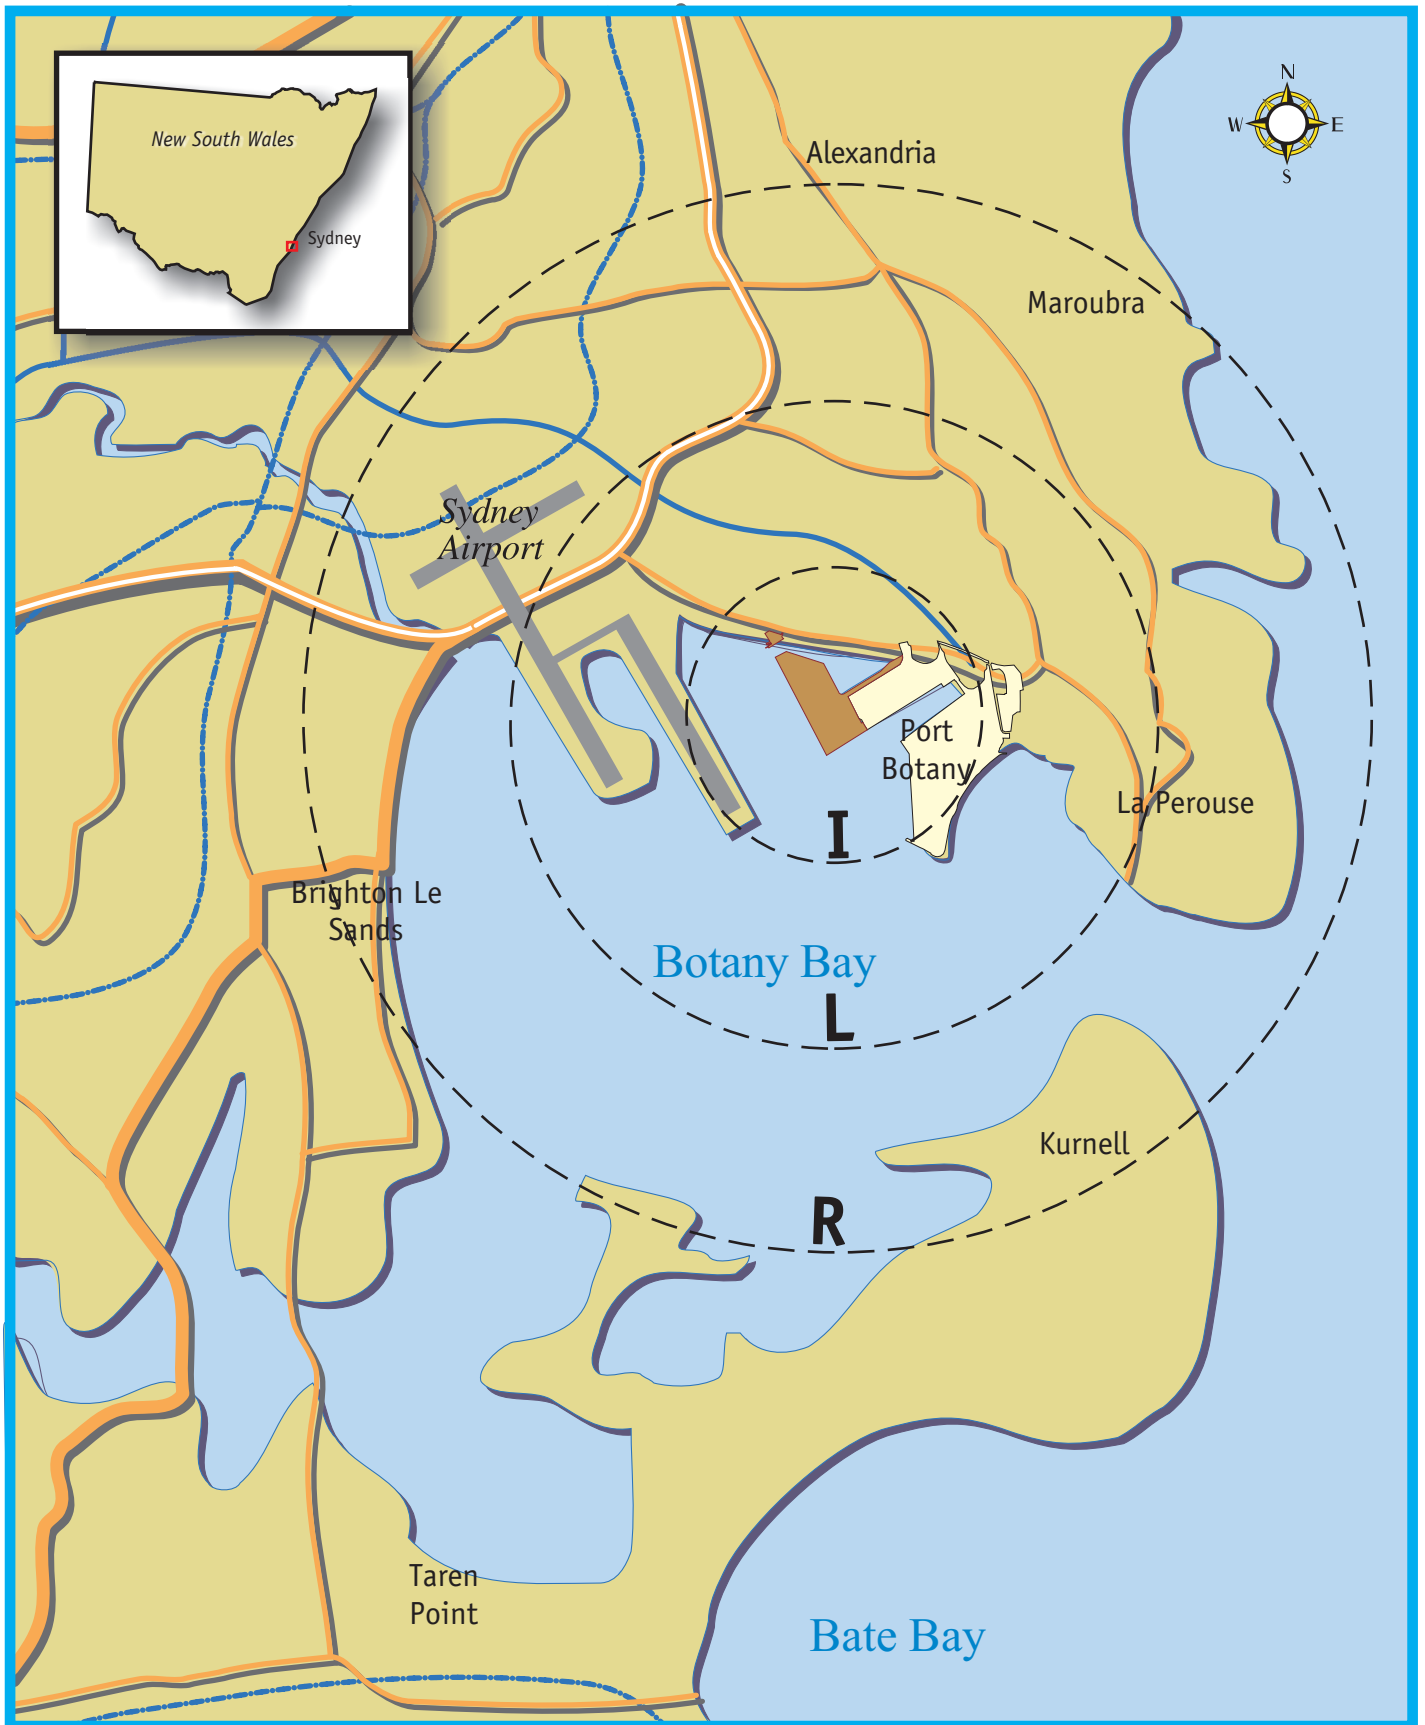 N
W
E
S
New South Wales
Sydney
Alexandria
Maroubra
Sydney
Airport
Port
Botany
La Perouse
I
Brighton Le
Sands
Botany Bay
L
Kurnell
R
Taren
Point
Bate Bay